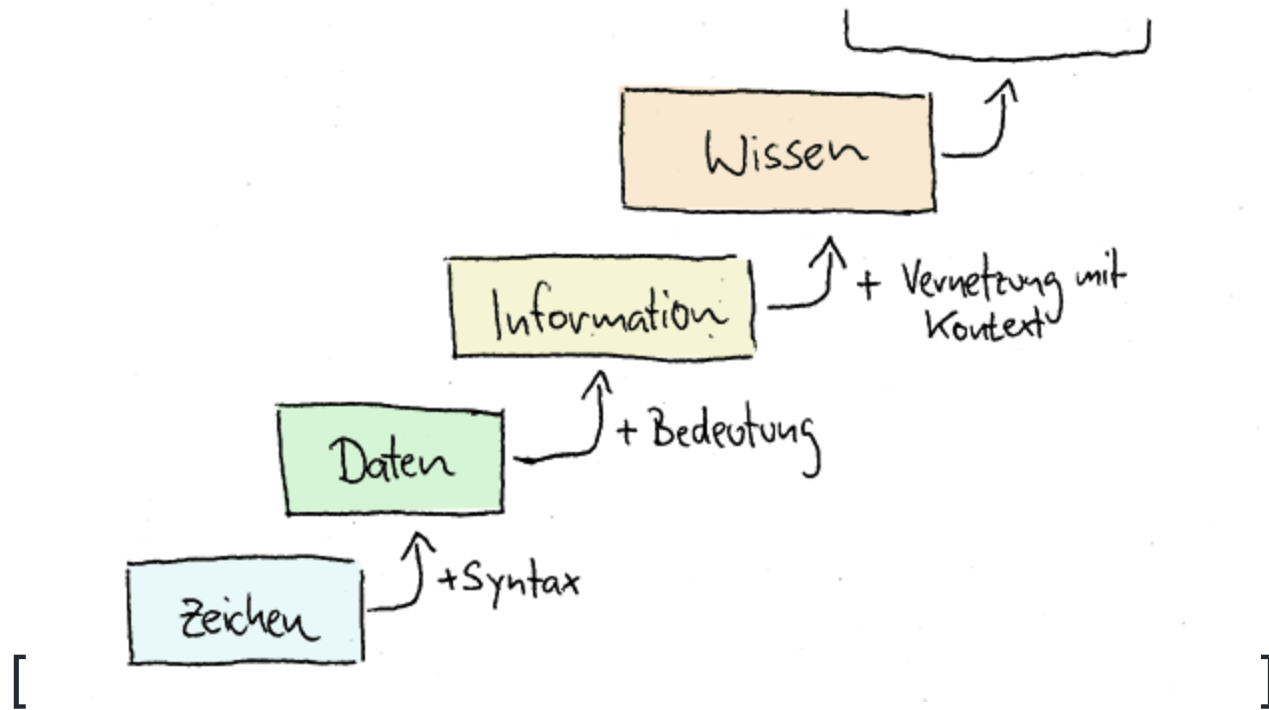 Wissen
+ Vernetzung mit
Kontext
Information
+ Bedeutung
Daten
+ Syntax
Zeichen
[ ]